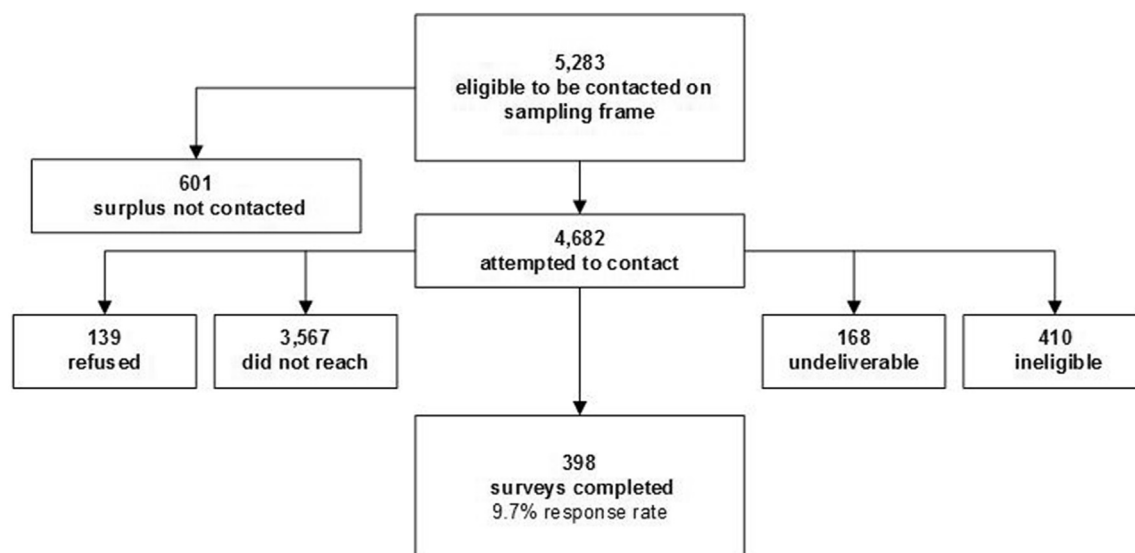 5,283
eligible to be contacted on
sampling frame
601
surplus not contacted
4,682
attempted to contact
139
refused
3,567
did not reach
168
undeliverable
410
ineligible
398
surveys completed
9.7% response rate